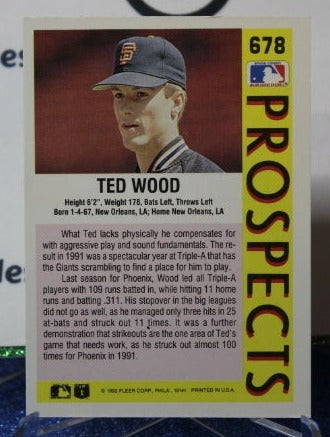 678
PROSPECTS
TED WOOD
Height 6'2", Weight 178, Bats Left, Throws Left
Born 1-4-67, New Orleans, LA; Home New Orleans, LA
What Ted lacks physically he compensates for
with aggressive play and sound fundamentals. The re-
sult in 1991 was a spectacular year at Triple-A that
has the Giants scrambling to find a place for him to play.
Last season for Phoenix, Wood led all Triple-A
players with 109 runs batted in, while hitting 11 home
runs and batting .311. His stopover in the big leagues
did not go as well, as he managed only three hits in 25
at-bats and struck out 11 times. It was a further
demonstration that strikeouts are the one area of Ted's
game that needs work, as he struck out almost 100
times for Phoenix in 1991.
© 1992 FLEER CORP., PHILA., 19141 PRINTED IN U.S.A.